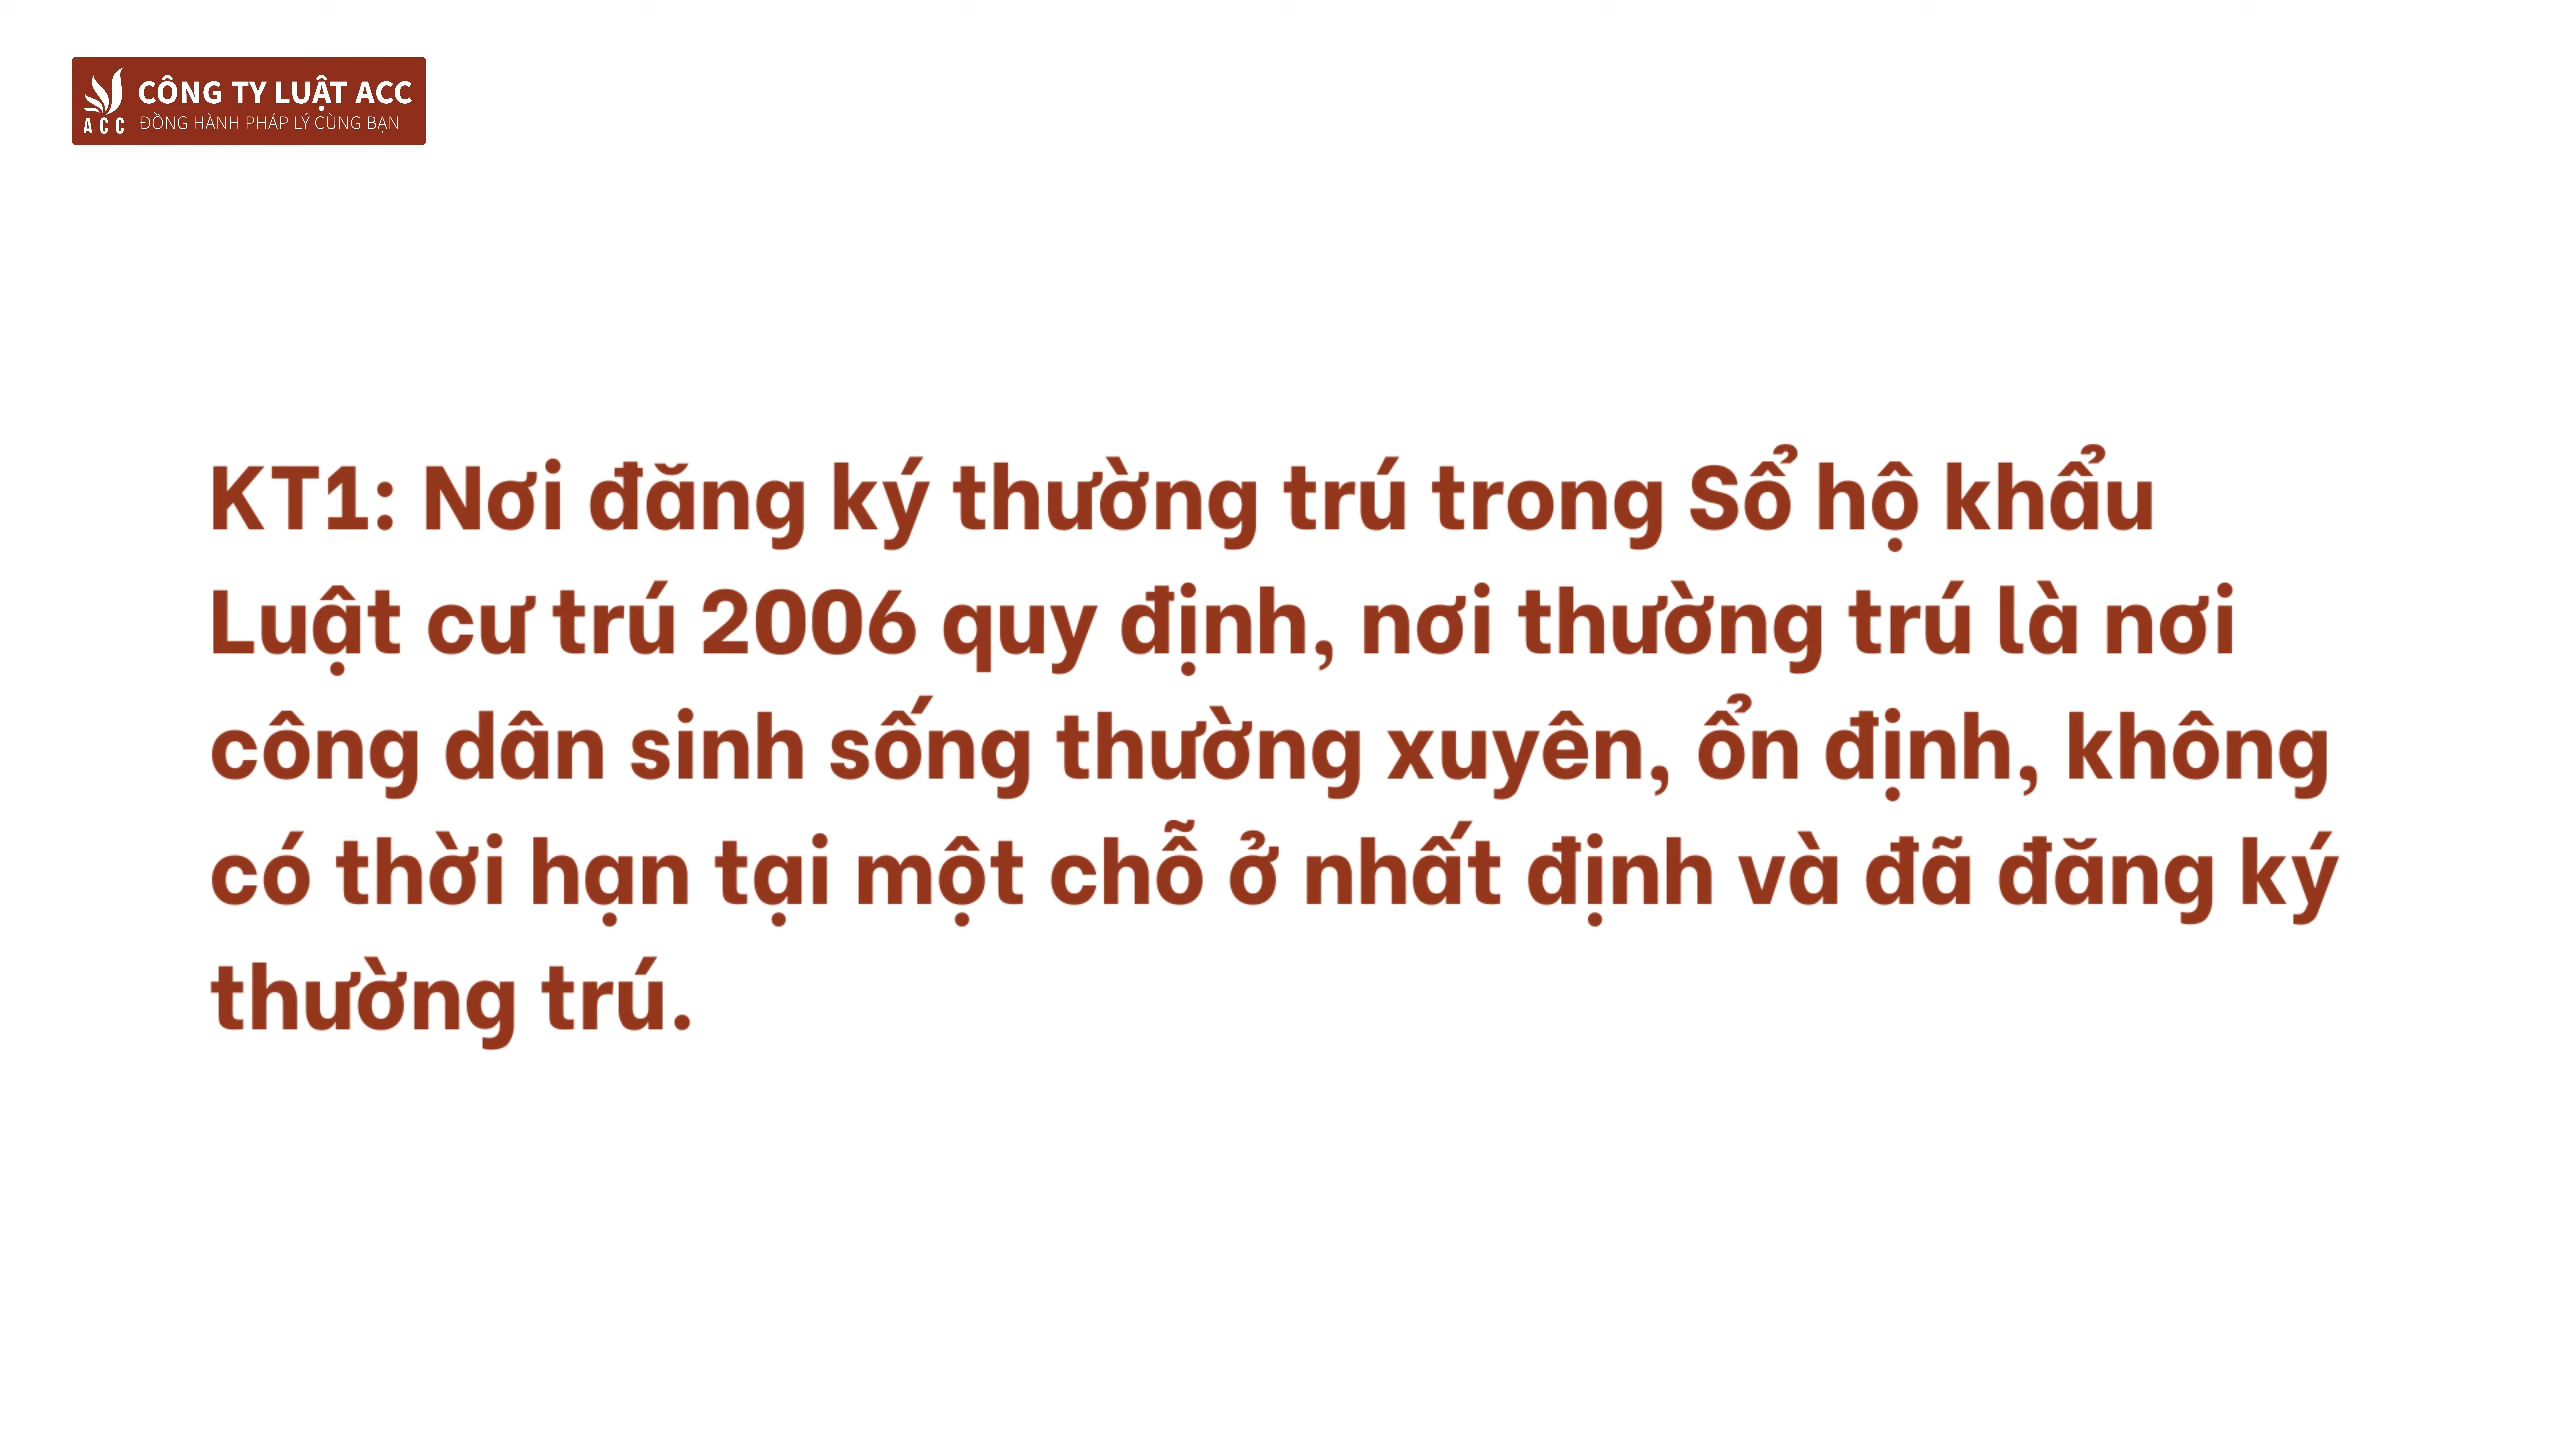 CÔNG TY LUẬT ACC
ACC ĐỒNG HÀNH PHÁP LÝ CÙNG BẠN
KT1: Nơi đăng ký thường trú trong Sổ hộ khẩu
Luật cư trú 2006 quy định, nơi thường trú là nơi
công dân sinh sống thường xuyên, ổn định, không
có thời hạn tại một chỗ ở nhất định và đã đăng ký
thường trú.